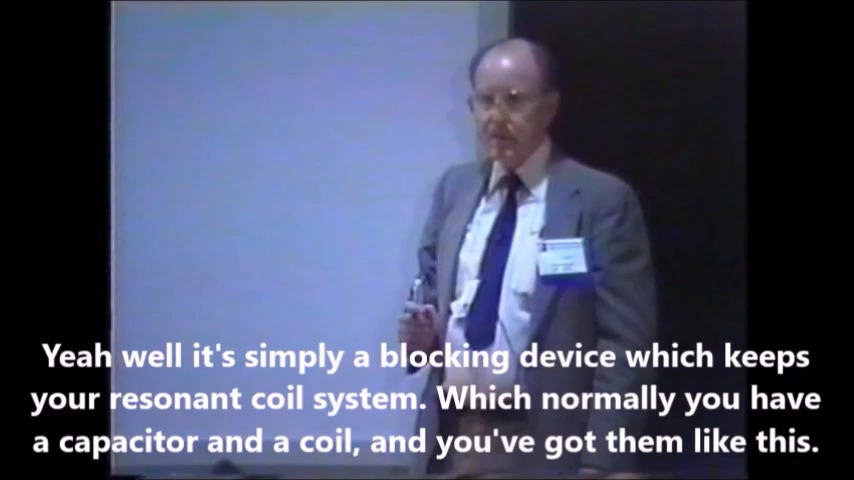 Yeah well it's simply a blocking device which keeps
your resonant coil system. Which normally you have
a capacitor and a coil, and you've got them like this.